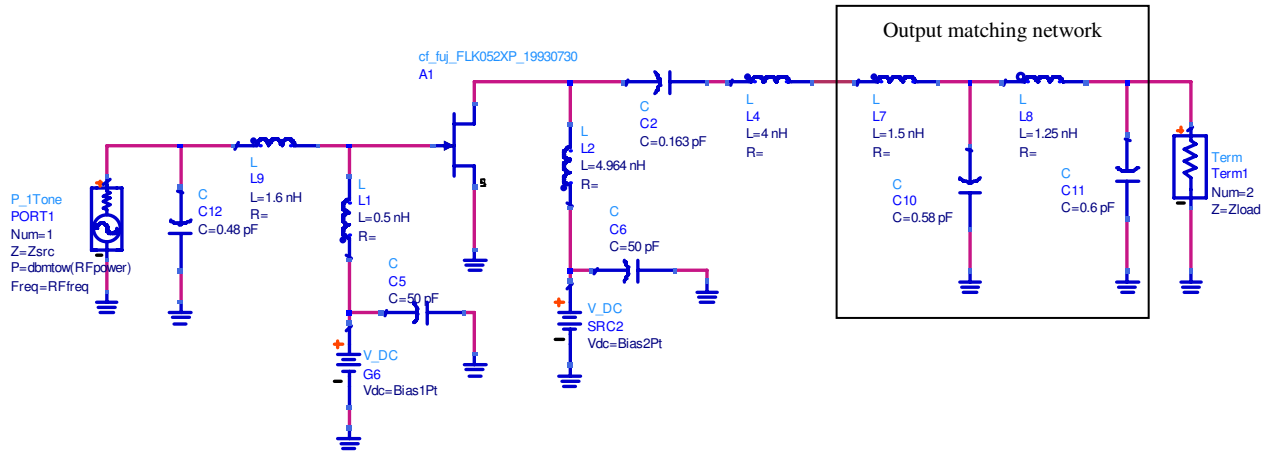 Output matching network
cf_fuj_FLK052XP_19930730
A1
P_1Tone
PORT1
Num=1
Z=Zsrc
P=dbmtow(RFpower)
Freq=RFfreq
C
C12
C=0.48 pF
L
L9
L=1.6 nH
R=
L
L1
L=0.5 nH
R=
C
C5
C=50 pF
V_DC
G6
Vdc=Bias1Pt
L
L2
L=4.964 nH
R=
C
C6
C=50 pF
V_DC
SRC2
Vdc=Bias2Pt
C
C2
C=0.163 pF
L
L4
L=4 nH
R=
L
L7
L=1.5 nH
R=
C
C10
C=0.58 pF
L
L8
L=1.25 nH
R=
C
C11
C=0.6 pF
Term
Term1
Num=2
Z=Zload